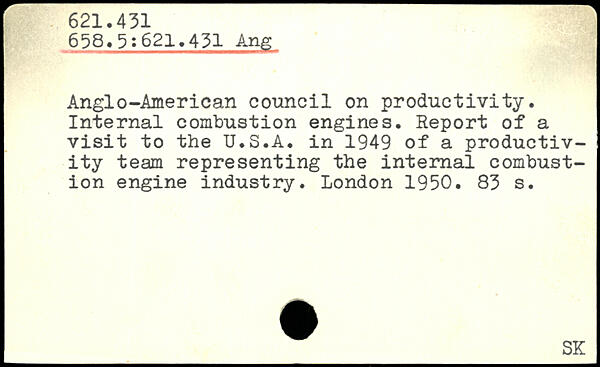 621.431
658.5:621.431 Ang
Anglo-American council on productivity.
Internal combustion engines. Report of a
visit to the U.S.A. in 1949 of a productiv-
ity team representing the internal combust-
ion engine industry. London 1950. 83 s.
SK